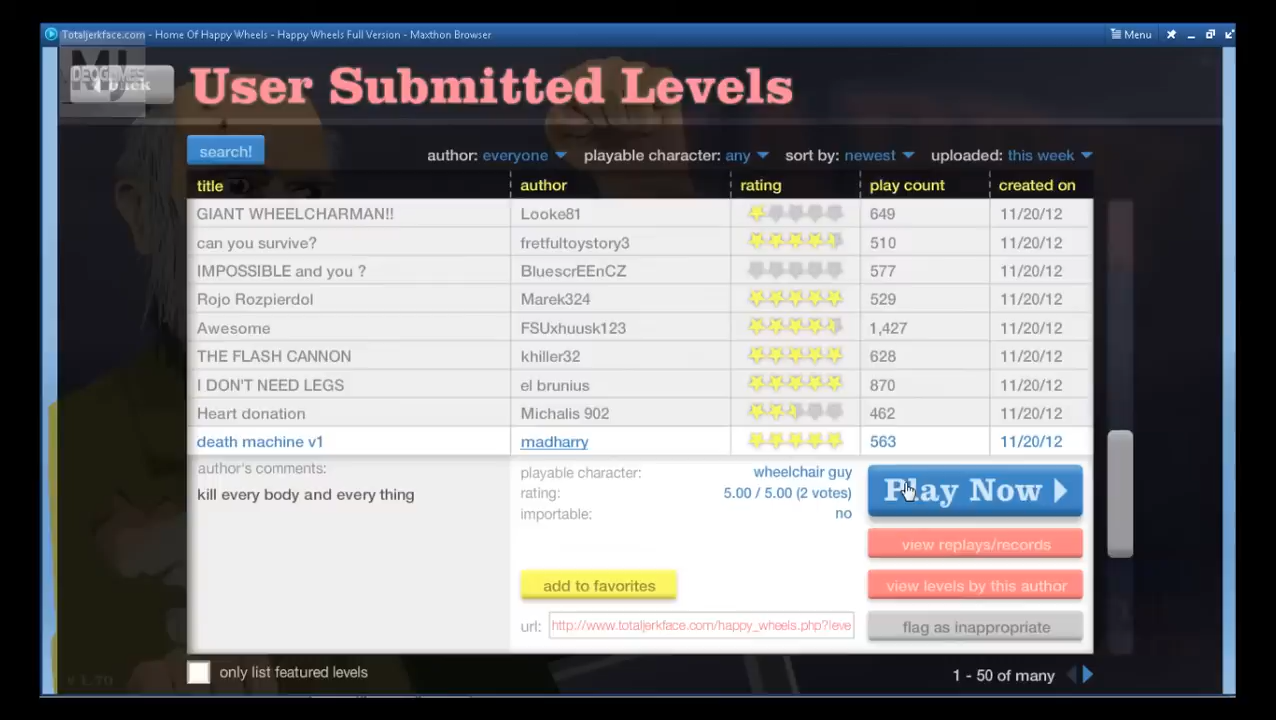 Totaljerkface.com - Home Of Happy Wheels - Happy Wheels Full Version - Maxthon Browser
Menu
User Submitted Levels
search!
author: everyone
playable character: any
sort by: newest
uploaded: this week
title author rating play count created on
GIANT WHEELCHARMAN!! Looke81 649 11/20/12
can you survive? fretfultoystory3 510 11/20/12
IMPOSSIBLE and you ? BluescrEEnCZ 577 11/20/12
Rojo Rozpierdol Marek324 529 11/20/12
Awesome FSUxhuusk123 1,427 11/20/12
THE FLASH CANNON khiller32 628 11/20/12
I DON'T NEED LEGS el brunius 870 11/20/12
Heart donation Michalis 902 462 11/20/12
death machine v1 madharry 563 11/20/12
author's comments:
kill every body and every thing
playable character: wheelchair guy
rating: 5.00 / 5.00 (2 votes)
importable: no
Play Now
view replays/records
add to favorites
view levels by this author
url: http://www.totaljerkface.com/happy_wheels.php?leve
flag as inappropriate
only list featured levels
1 - 50 of many